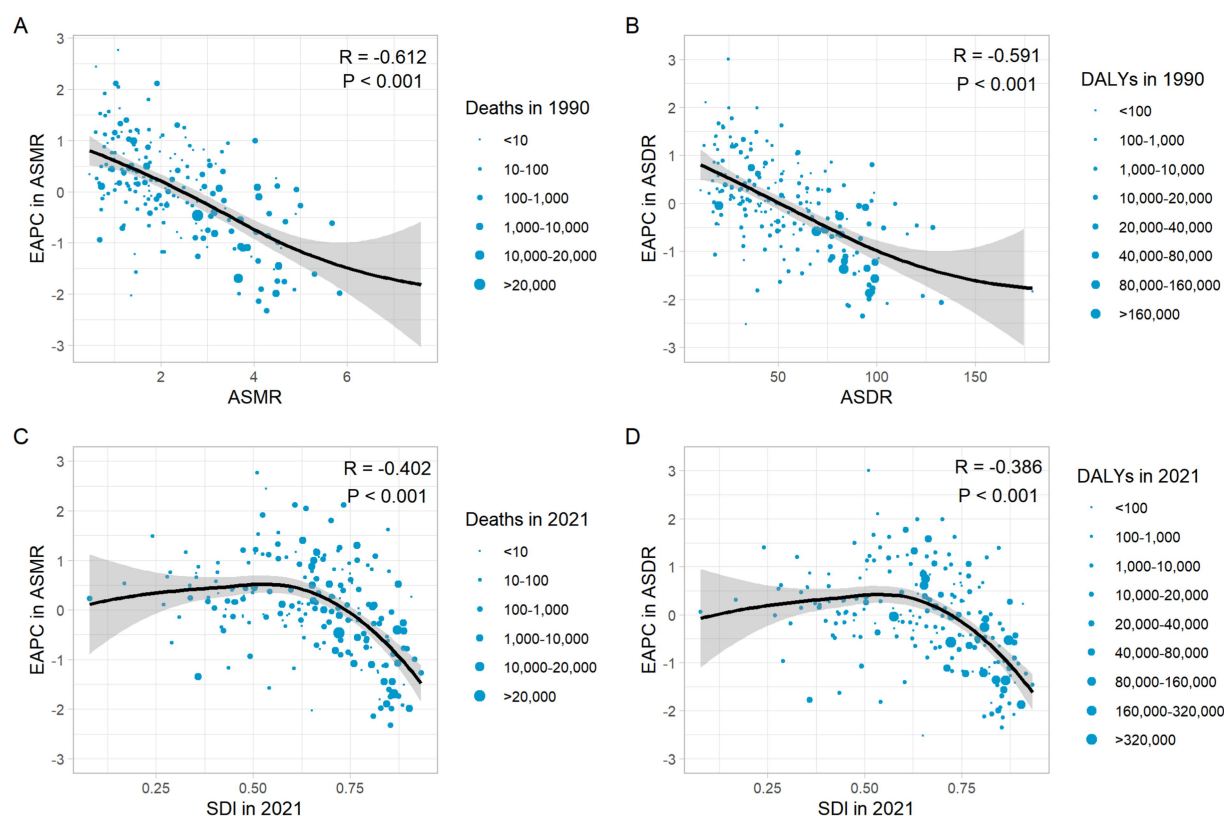 A
R = -0.612
P < 0.001
EAPC in ASMR
3
2
1
0
-1
-2
-3
2
4
6
ASMR
Deaths in 1990
<10
10-100
100-1,000
1,000-10,000
10,000-20,000
>20,000
B
R = -0.591
P < 0.001
EAPC in ASDR
3
2
1
0
-1
-2
-3
50
100
150
ASDR
DALYs in 1990
<100
100-1,000
1,000-10,000
10,000-20,000
20,000-40,000
40,000-80,000
80,000-160,000
>160,000
C
R = -0.402
P < 0.001
EAPC in ASMR
3
2
1
0
-1
-2
-3
0.25
0.50
0.75
SDI in 2021
Deaths in 2021
<10
10-100
100-1,000
1,000-10,000
10,000-20,000
>20,000
D
R = -0.386
P < 0.001
EAPC in ASDR
3
2
1
0
-1
-2
-3
0.25
0.50
0.75
SDI in 2021
DALYs in 2021
<100
100-1,000
1,000-10,000
10,000-20,000
20,000-40,000
40,000-80,000
80,000-160,000
160,000-320,000
>320,000